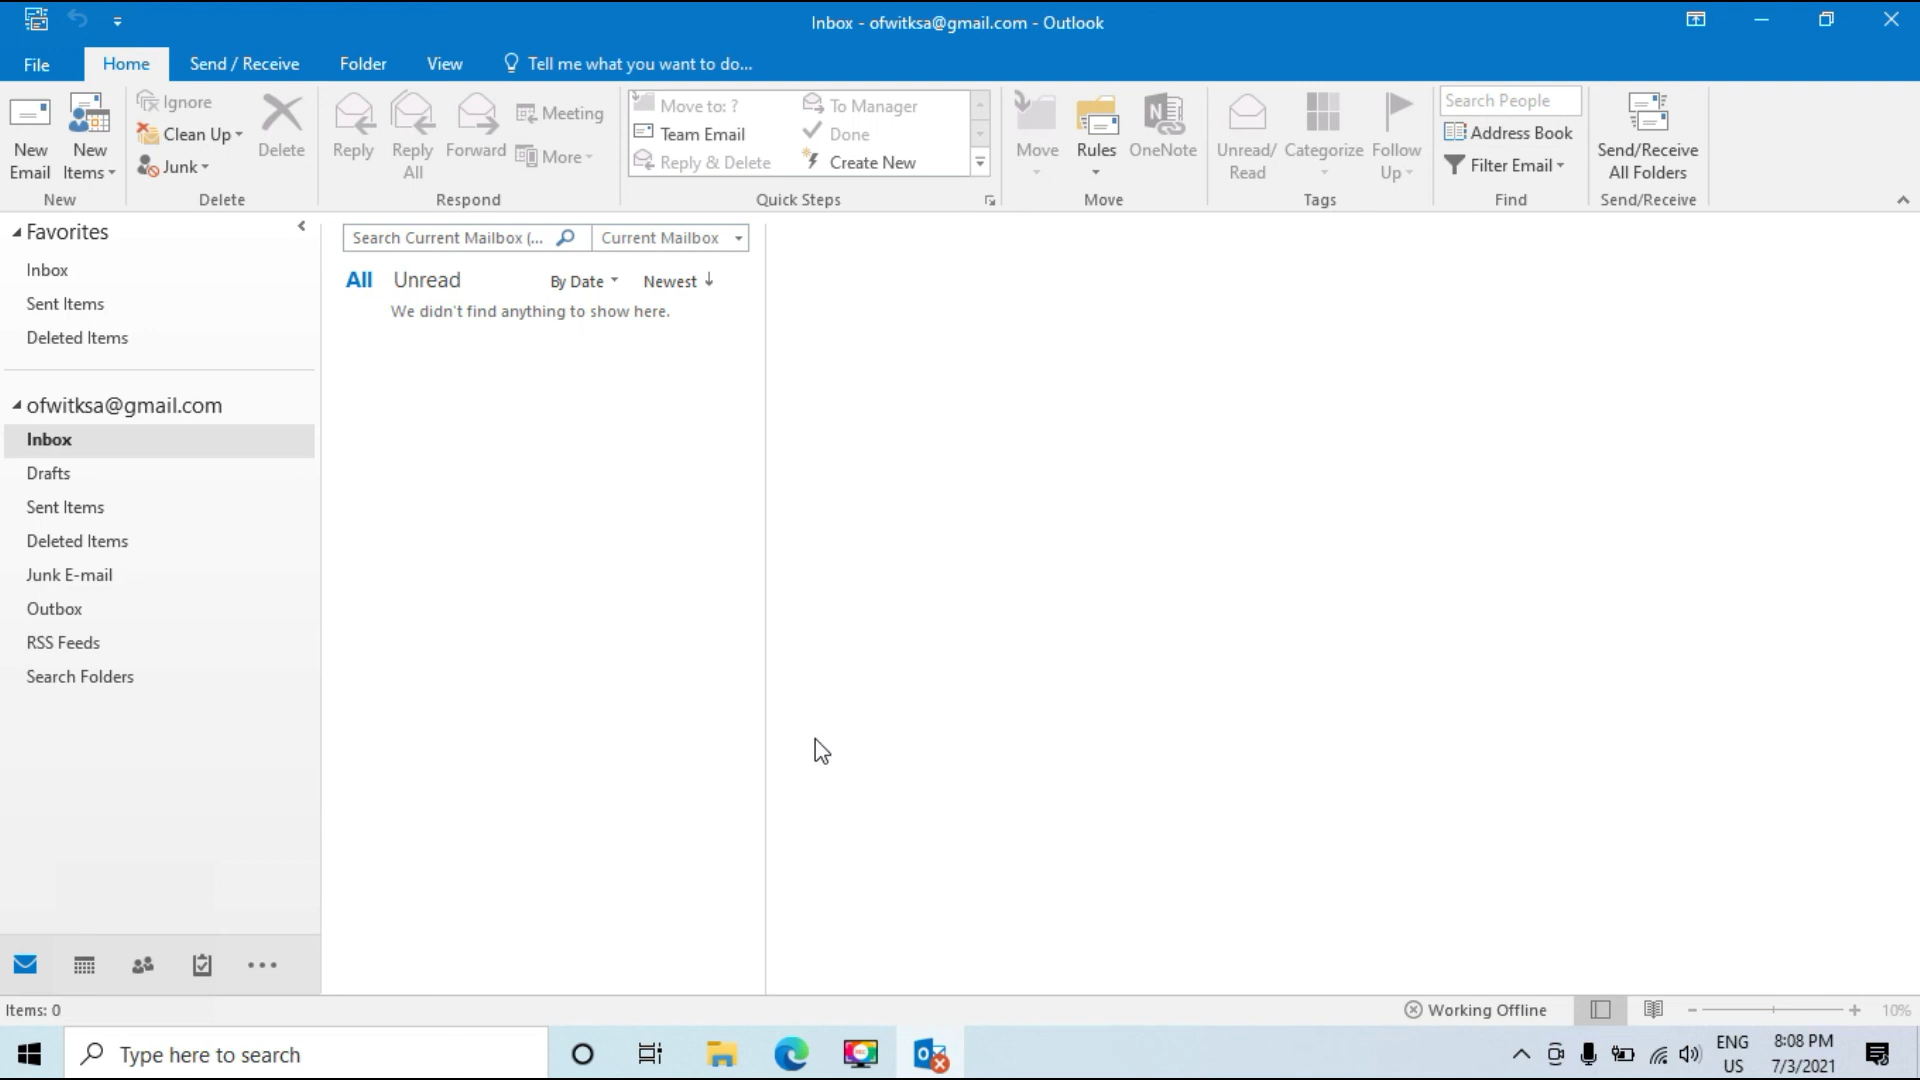 Inbox - ofwitksa@gmail.com - Outlook
File Home Send / Receive Folder View Tell me what you want to do...
New Email
New Items
New
Ignore
Clean Up
Junk
Delete
Delete
Reply
Reply All
Forward
Meeting
More
Respond
Move to: ?
Team Email
Reply & Delete
To Manager
Done
Create New
Quick Steps
Move
Rules
OneNote
Move
Unread/ Read
Categorize
Follow Up
Tags
Search People
Address Book
Filter Email
Find
Send/Receive
All Folders
Send/Receive
Favorites
Inbox
Sent Items
Deleted Items
ofwitksa@gmail.com
Inbox
Drafts
Sent Items
Deleted Items
Junk E-mail
Outbox
RSS Feeds
Search Folders
Search Current Mailbox (... Current Mailbox
All Unread By Date Newest
We didn't find anything to show here.
Items: 0
Working Offline
10%
Type here to search
ENG
US
8:08 PM
7/3/2021